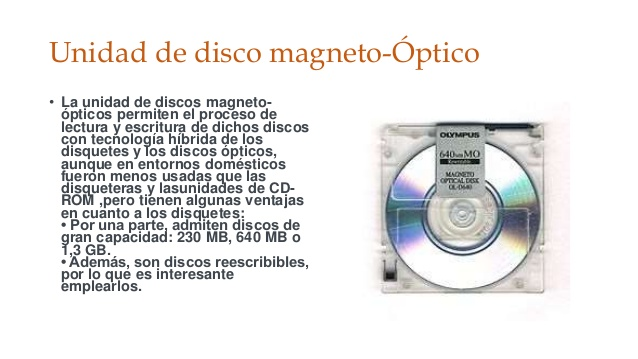 Unidad de disco magneto-Óptico
• La unidad de discos magneto-
ópticos permiten el proceso de
lectura y escritura de dichos discos
con tecnología híbrida de los
disquetes y los discos ópticos,
aunque en entornos domésticos
fueron menos usadas que las
disqueteras y lasunidades de CD-
ROM ,pero tienen algunas ventajas
en cuanto a los disquetes:
• Por una parte, admiten discos de
gran capacidad: 230 MB, 640 MB o
1,3 GB.
• Además, son discos reescribibles,
por lo que es interesante
emplearlos.
OLYMPUS
640 MO
Rewritable
MAGNETO
OPTICAL DISK
OL-D640